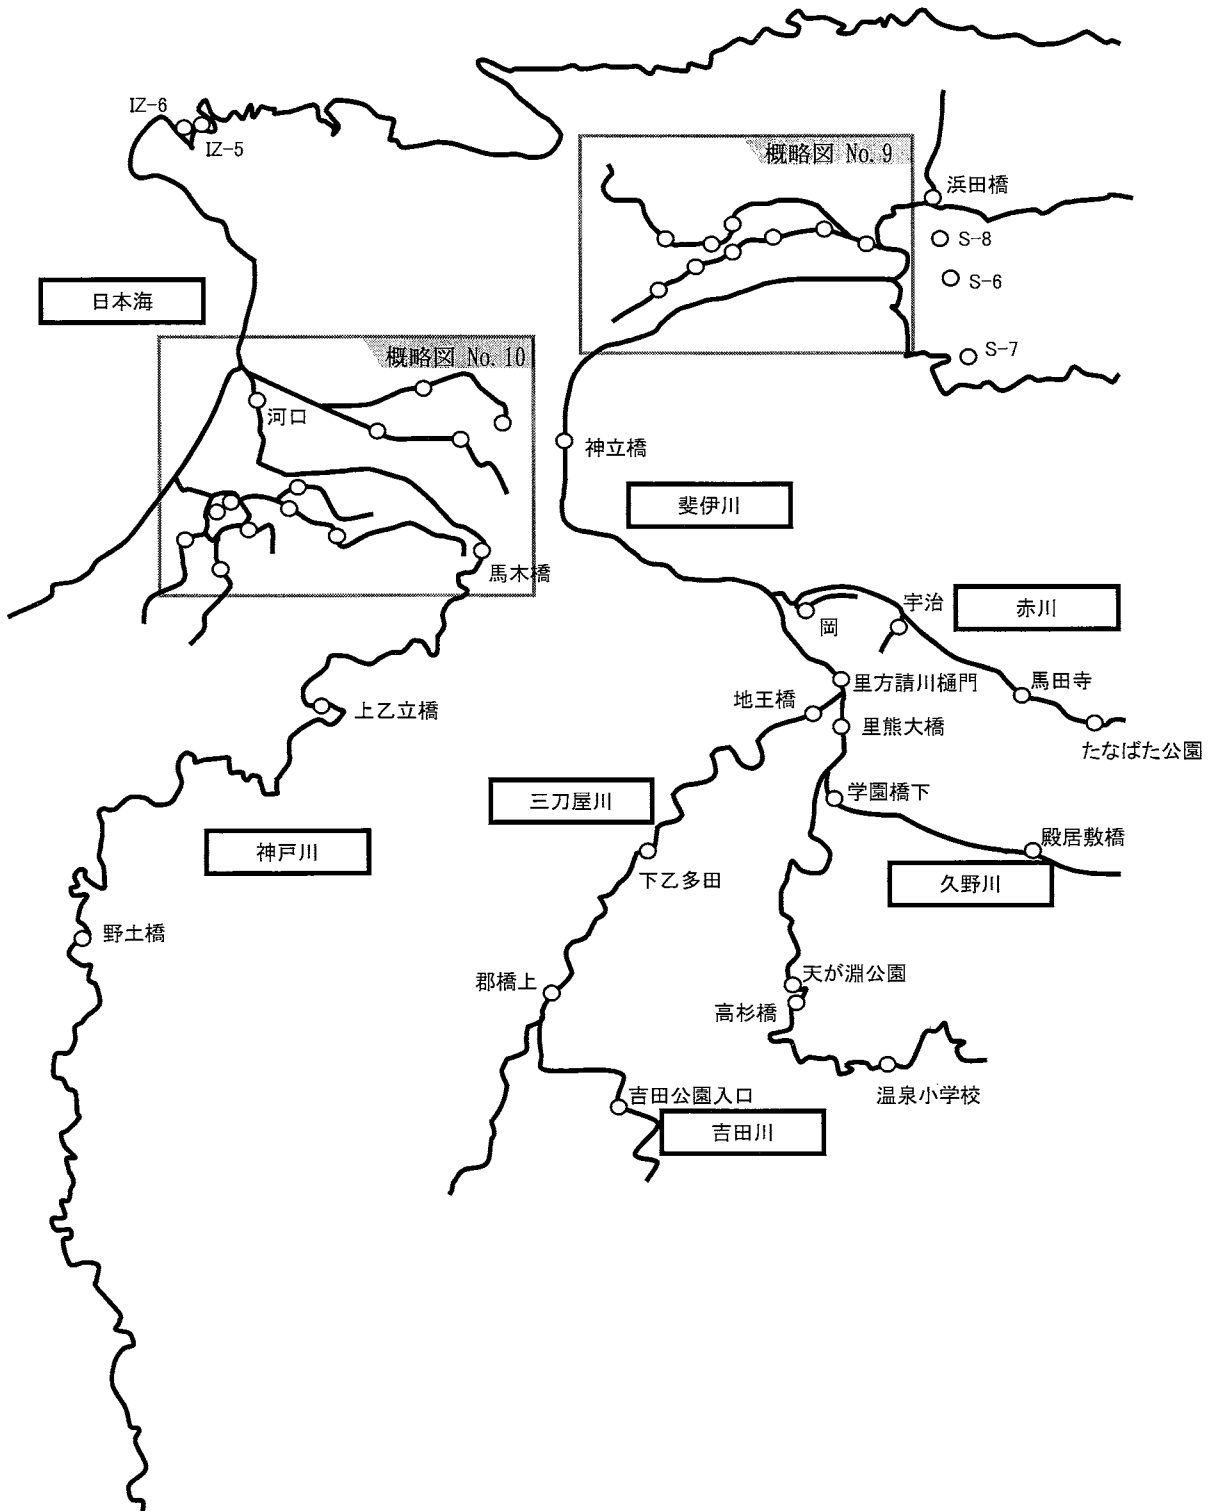 IZ-6
IZ-5
概略図 No. 9
浜田橋
S-8
S-6
S-7
日本海
概略図 No. 10
河口
神立橋
斐伊川
馬木橋
宇治
赤川
岡
里方請川樋門
馬田寺
地王橋
上乙立橋
里熊大橋
たなばた公園
三刀屋川
学園橋下
神戸川
殿居敷橋
下乙多田
久野川
野土橋
天が淵公園
郡橋上
高杉橋
温泉小学校
吉田公園入口
吉田川